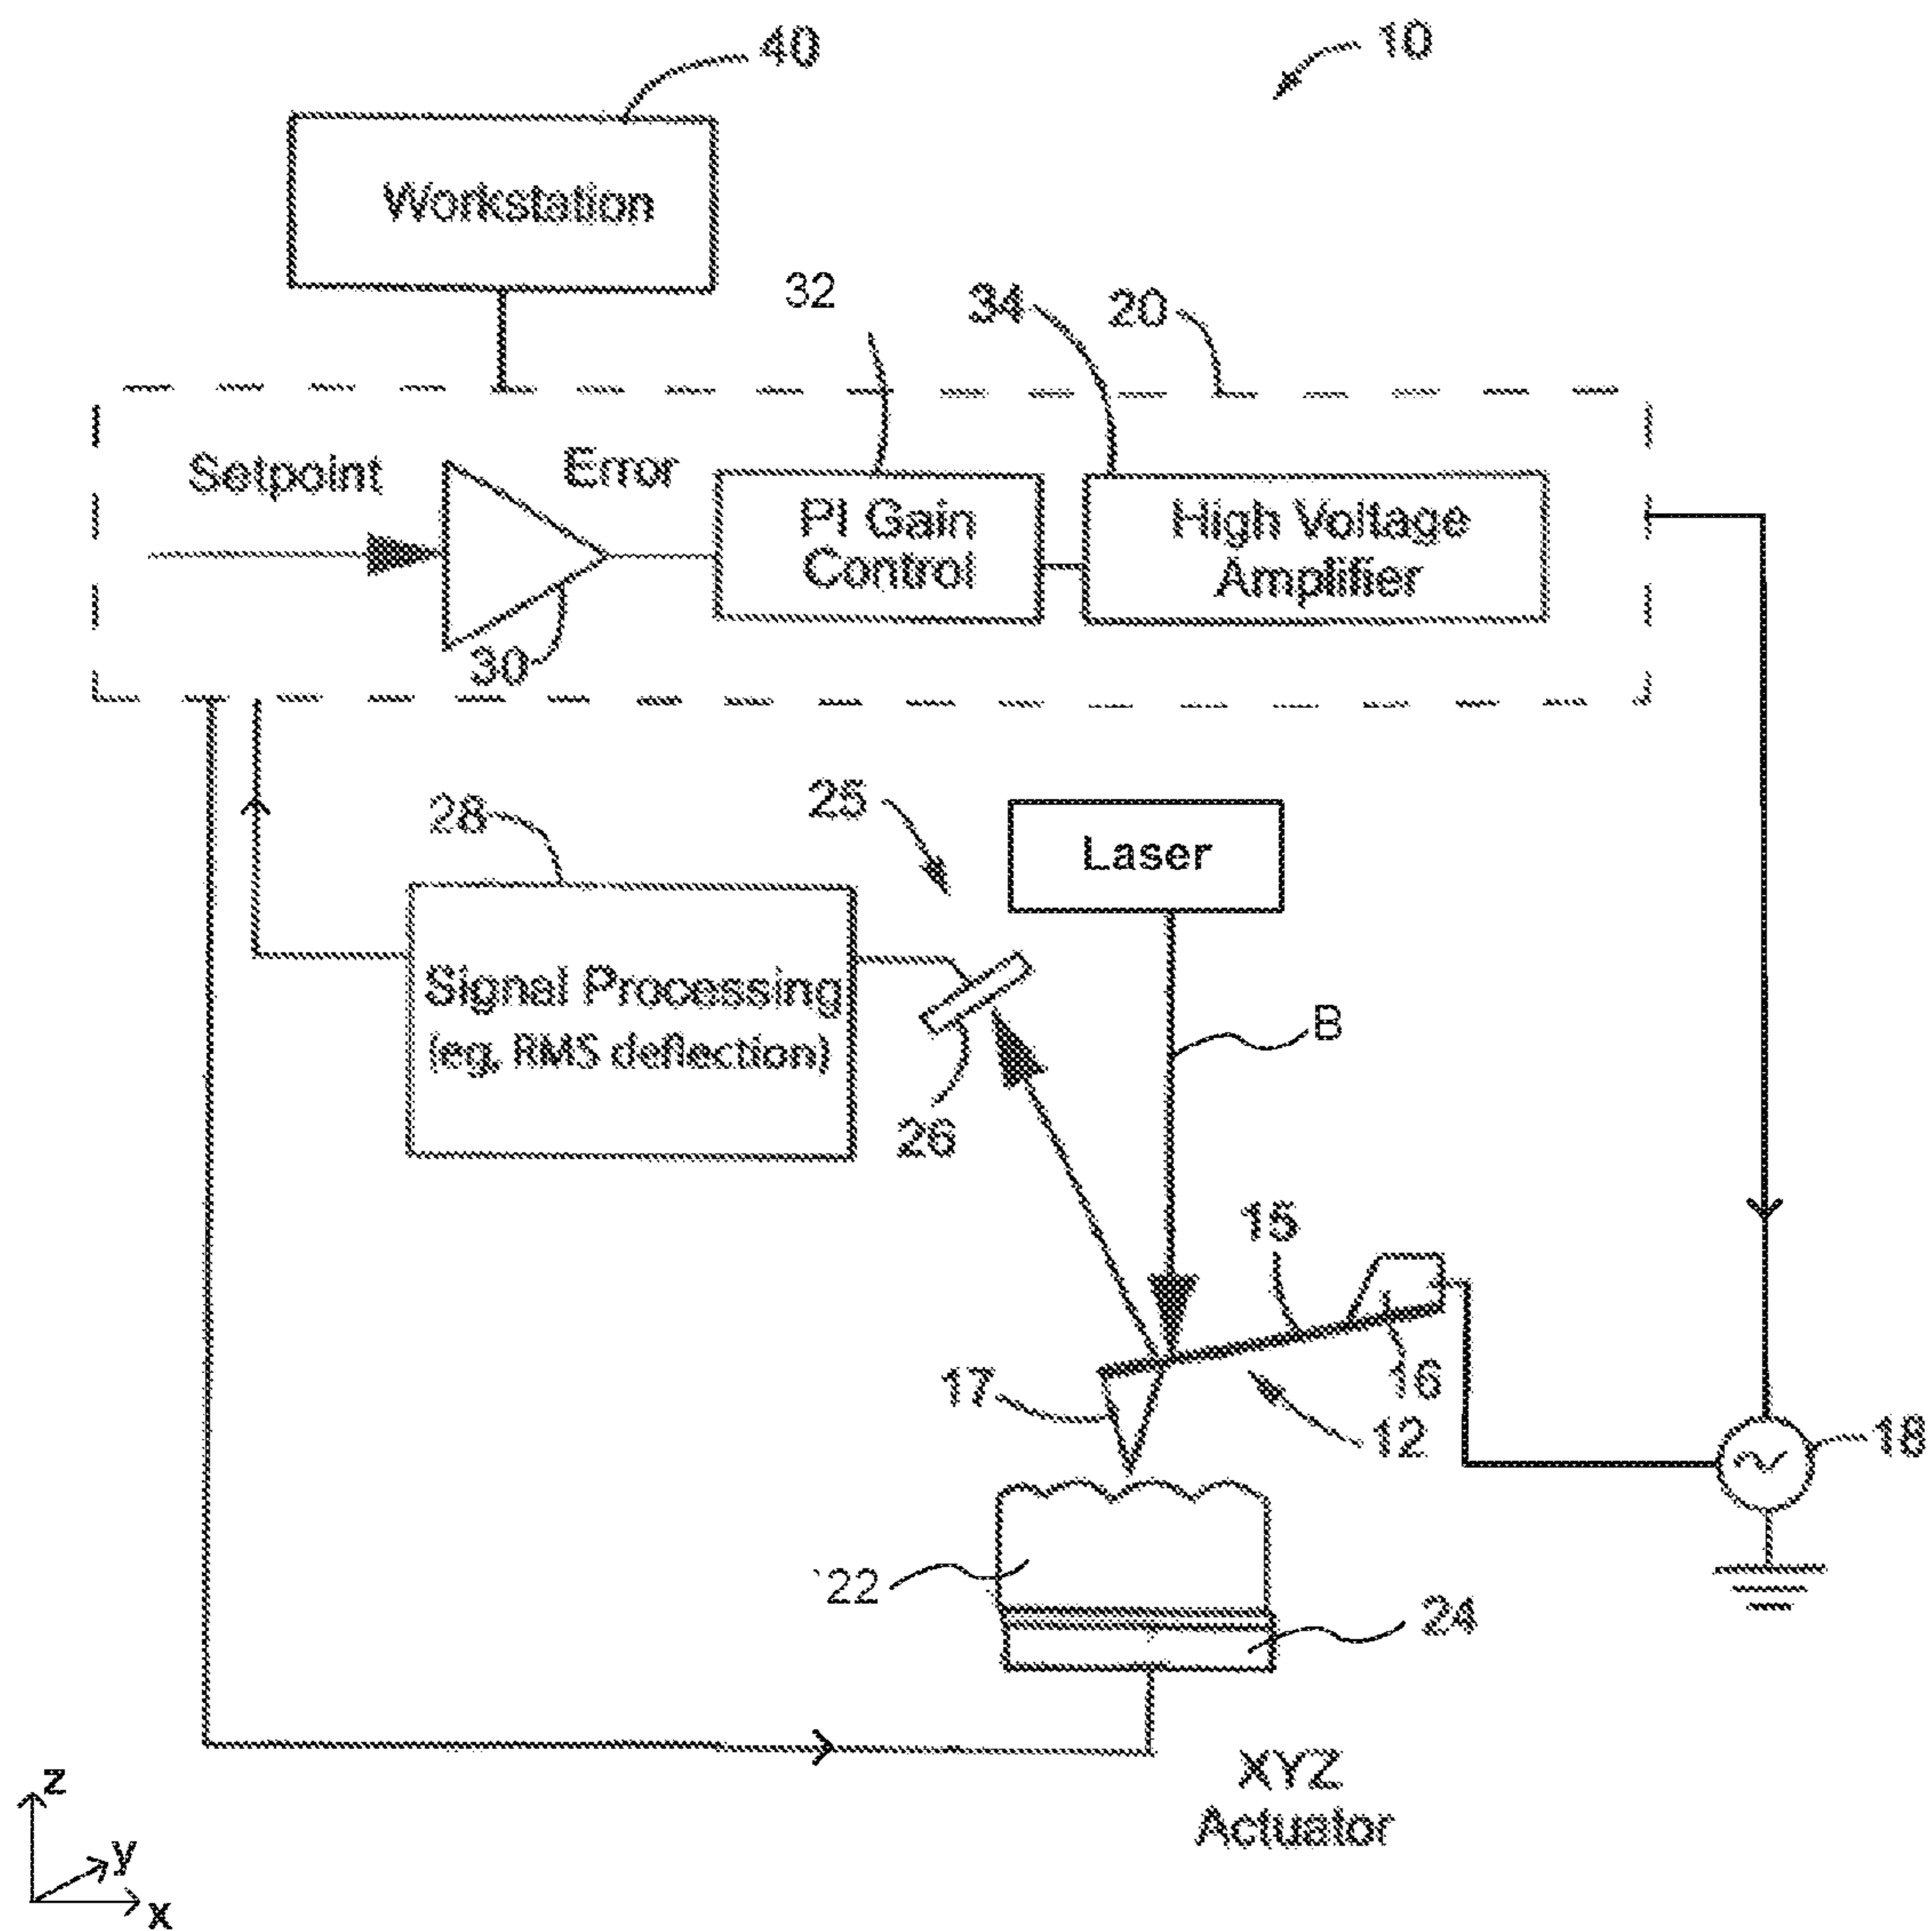 40
10
Workstation
32
34
20
Setpoint
Error
PI Gain
Control
High Voltage
Amplifier
30
28
25
Laser
Signal Processing
(eg, RMS deflection)
B
26
15
17
16
12
18
22
24
XYZ
Actuator
z
y
x